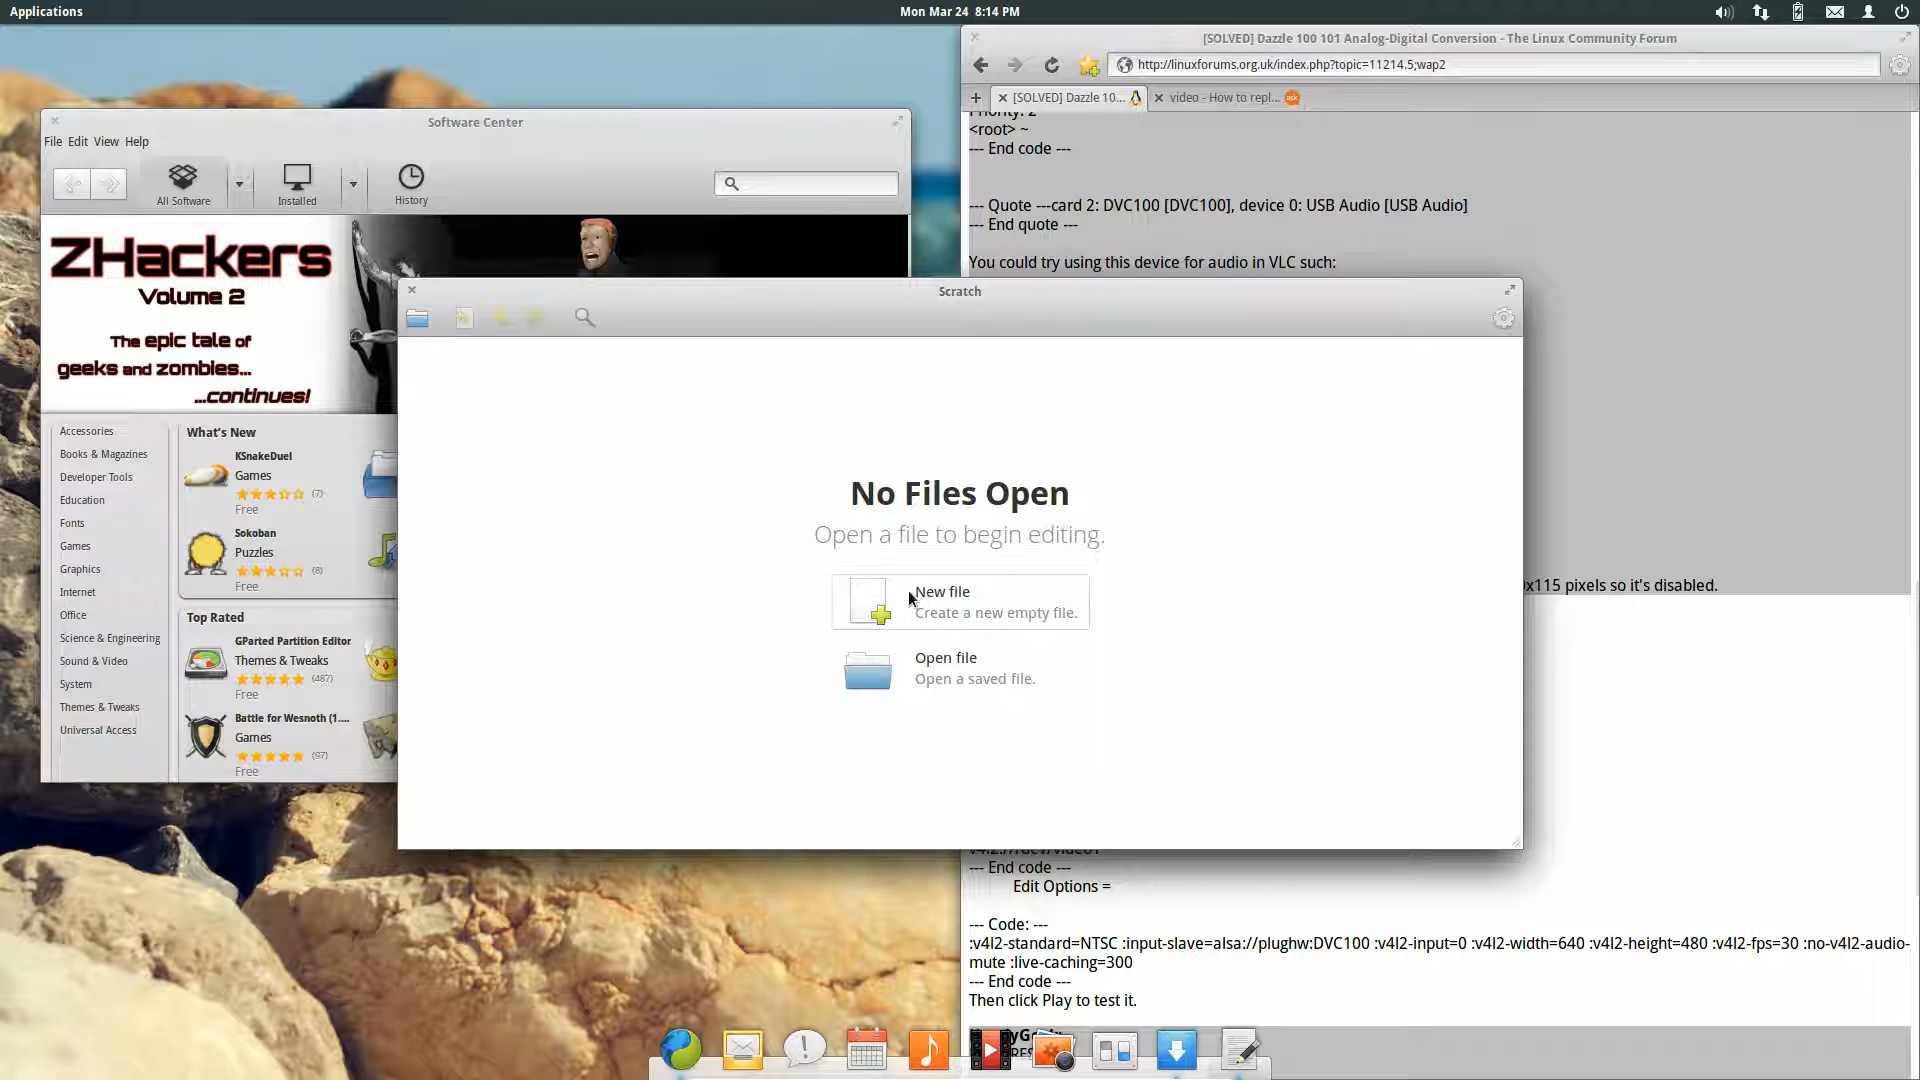 Applications
Mon Mar 24 8:14 PM
[SOLVED] Dazzle 100 101 Analog-Digital Conversion - The Linux Community Forum
http://linuxforums.org.uk/index.php?topic=11214.5;wap2
[SOLVED] Dazzle 10...
video - How to repl...
ask
<root> ~
--- End code ---
--- Quote ---card 2: DVC100 [DVC100], device 0: USB Audio [USB Audio]
--- End quote ---
You could try using this device for audio in VLC such:
Software Center
File Edit View Help
All Software
Installed
History
ZHackers
Volume 2
The epic tale of
geeks and zombies...
...continues!
Accessories
Books & Magazines
Developer Tools
Education
Fonts
Games
Graphics
Internet
Office
Science & Engineering
Sound & Video
System
Themes & Tweaks
Universal Access
What's New
KSnakeDuel
Games
(7)
Free
Sokoban
Puzzles
(8)
Free
Top Rated
GParted Partition Editor
Themes & Tweaks
(487)
Free
Battle for Wesnoth (1....
Games
(97)
Free
Scratch
No Files Open
Open a file to begin editing.
New file
Create a new empty file.
Open file
Open a saved file.
x115 pixels so it's disabled.
--- End code ---
Edit Options =
--- Code: ---
:v4l2-standard=NTSC :input-slave=alsa://plughw:DVC100 :v4l2-input=0 :v4l2-width=640 :v4l2-height=480 :v4l2-fps=30 :no-v4l2-audio-
mute :live-caching=300
--- End code ---
Then click Play to test it.